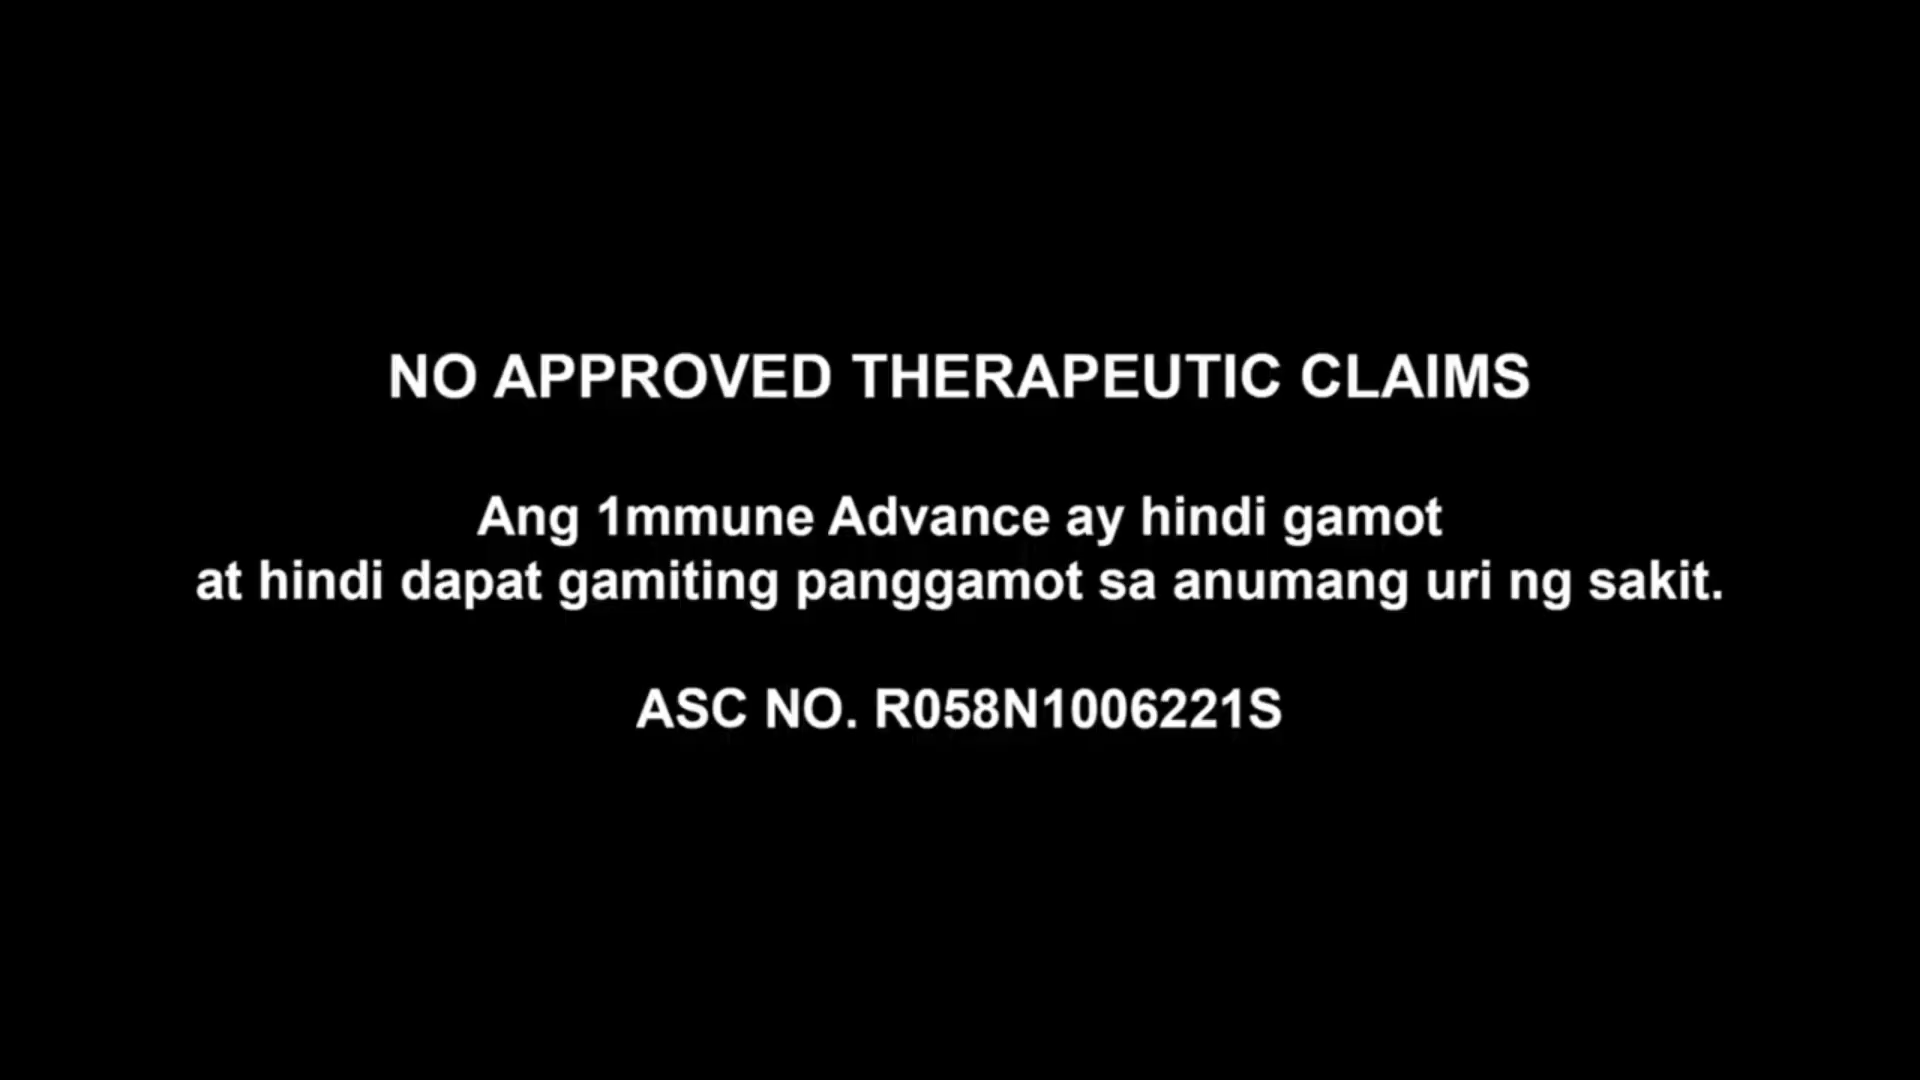 NO APPROVED THERAPEUTIC CLAIMS
Ang 1mmune Advance ay hindi gamot
at hindi dapat gamiting panggamot sa anumang uri ng sakit.
ASC NO. R058N1006221S